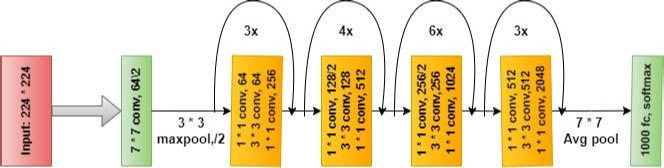 3x
4x
6x
3x
Input: 224 * 224
7 * 7 conv, 64\2
3 * 3
maxpool,/2
1 * 1 conv, 64
3 * 3 conv, 64
1 * 1 conv, 256
1 * 1 conv, 128/2
3 * 3 conv, 128
1 * 1 conv, 512
1 * 1 conv, 256/2
3 * 3 conv,256
1 * 1 conv, 1024
1 * 1 conv, 512
3 * 3 conv,512
1 * 1 conv, 2048
7 * 7
Avg pool
1000 fc, softmax